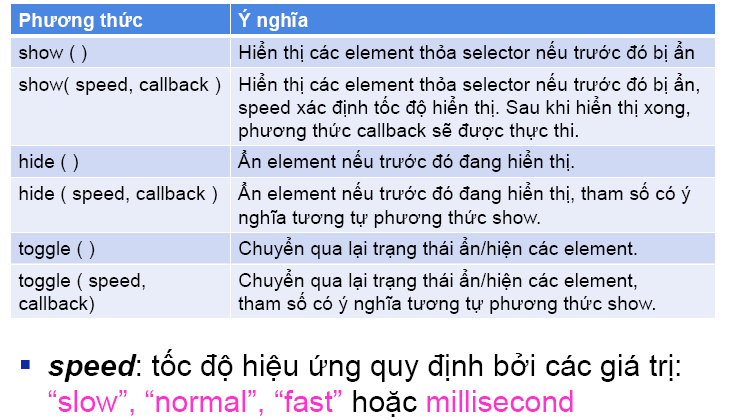 Phương thức Ý nghĩa
show ( ) Hiển thị các element thỏa selector nếu trước đó bị ẩn
show( speed, callback ) Hiển thị các element thỏa selector nếu trước đó bị ẩn,
speed xác định tốc độ hiển thị. Sau khi hiển thị xong,
phương thức callback sẽ được thực thi.
hide ( ) Ẩn element nếu trước đó đang hiển thị.
hide ( speed, callback ) Ẩn element nếu trước đó đang hiển thị, tham số có ý
nghĩa tương tự phương thức show.
toggle ( ) Chuyển qua lại trạng thái ẩn/hiện các element.
toggle ( speed, Chuyển qua lại trạng thái ẩn/hiện các element,
callback) tham số có ý nghĩa tương tự phương thức show.
▪ speed: tốc độ hiệu ứng quy định bởi các giá trị:
“slow”, “normal”, “fast” hoặc millisecond